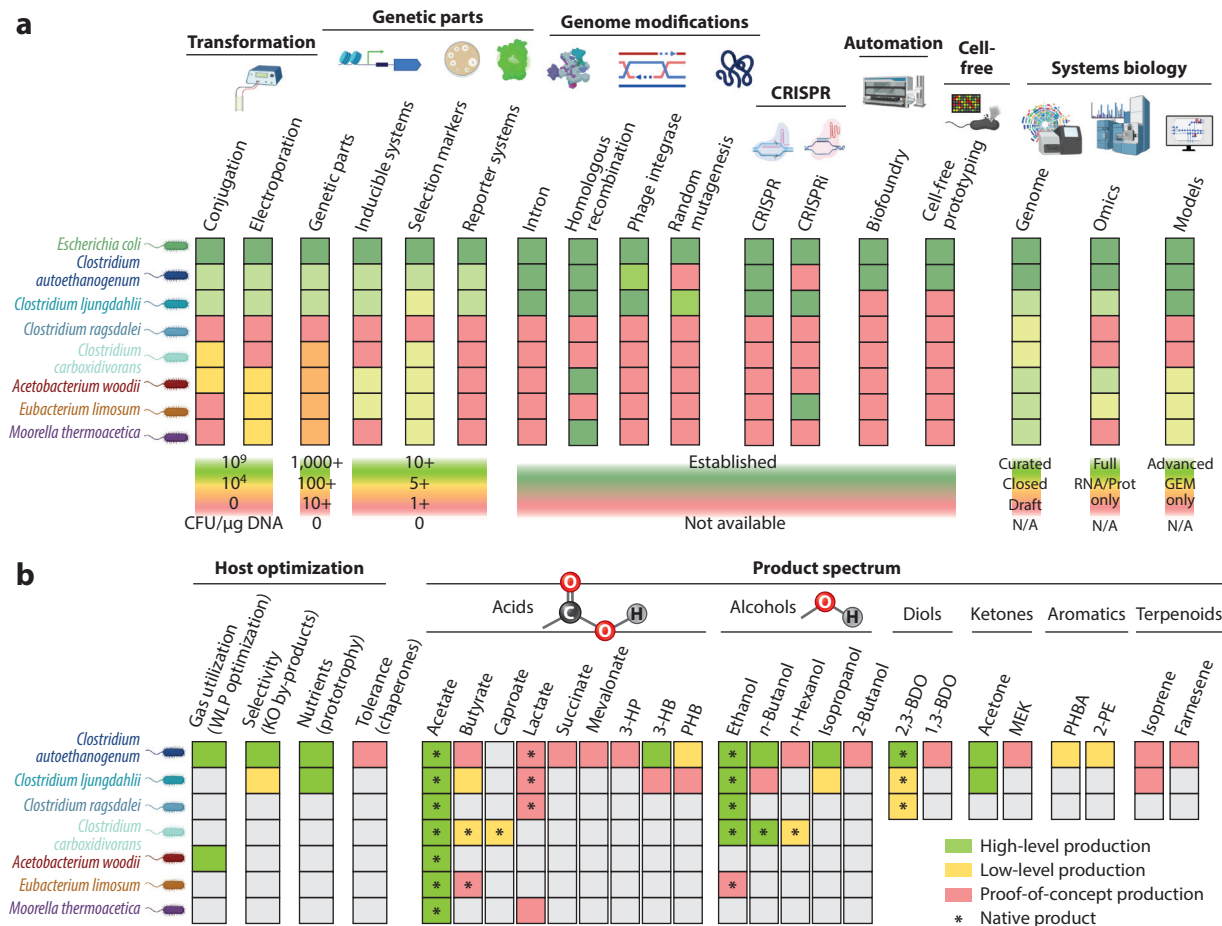 a
Genetic parts
Genome modifications
Transformation
Automation
Cell-
free
Systems biology
CRISPR
Conjugation
Electroporation
Genetic parts
Inducible systems
Selection markers
Reporter systems
Intron
Homologous
recombination
Phage integrase
Random
mutagenesis
CRISPR
CRISPRi
Biofoundry
Cell-free
prototyping
Genome
Omics
Models
Escherichia coli
Clostridium
autoethanogenum
Clostridium ljungdahlii
Clostridium ragsdalei
Clostridium
carboxidivorans
Acetobacterium woodii
Eubacterium limosum
Moorella thermoacetica
10⁹ 1,000+ 10+ Established Curated Full Advanced
10⁴ 100+ 5+ Closed RNA/Prot GEM
0 10+ 1+ Draft only only
CFU/μg DNA 0 0 Not available N/A N/A N/A
b
Host optimization
Product spectrum
Acids
O
C
O
H
Alcohols
O
H
Diols
Ketones
Aromatics
Terpenoids
Gas utilization
(WLP optimization)
Selectivity
(KO by-products)
Nutrients
(prototrophy)
Tolerance
(chaperones)
Acetate
Butyrate
Caproate
Lactate
Succinate
Mevalonate
3-HP
3-HB
PHB
Ethanol
n-Butanol
n-Hexanol
Isopropanol
2-Butanol
2,3-BDO
1,3-BDO
Acetone
MEK
PHBA
2-PE
Isoprene
Farnesene
Clostridium
autoethanogenum * * * *
Clostridium ljungdahlii * * * *
Clostridium ragsdalei * * * *
Clostridium
carboxidivorans * * * * * *
Acetobacterium woodii *
Eubacterium limosum * * *
Moorella thermoacetica *
High-level production
Low-level production
Proof-of-concept production
* Native product